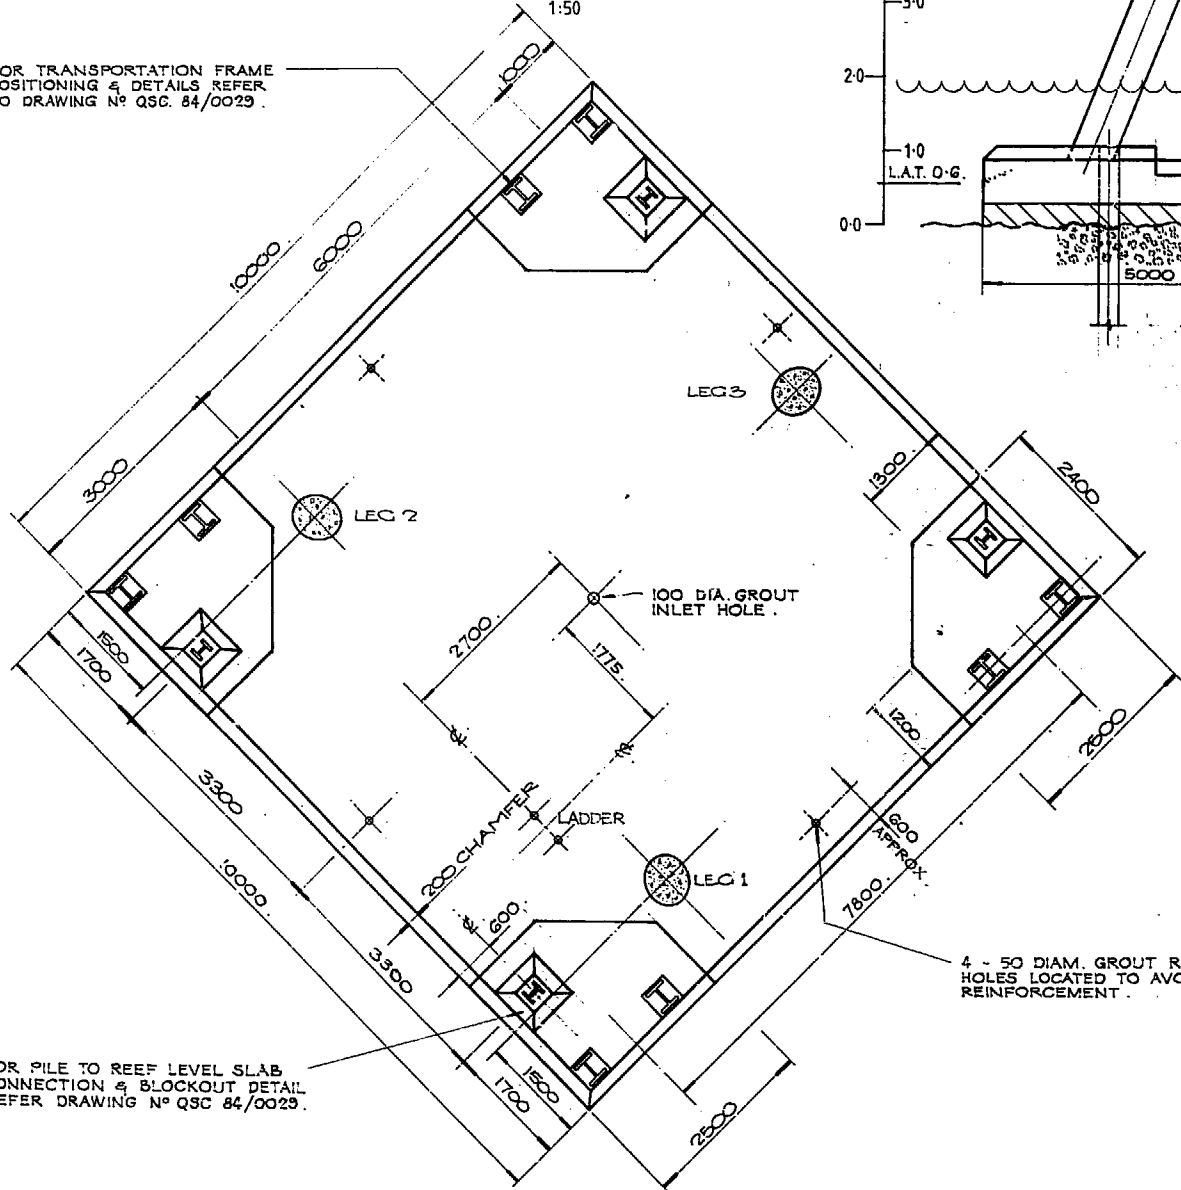 1:50
3·0
OR TRANSPORTATION FRAME
OSITIONING & DETAILS REFER
O DRAWING Nº QSC. 84/0029.
1000
2·0
1·0
L.A.T. 0·6.
0·0
5000
10000
6000
3000
LEG 3
1300
2400
LEG 2
100 DIA. GROUT
INLET HOLE.
2700.
1775.
1500
1700
1200.
2600
3300
200 CHAMFER
LADDER
600
APPROX.
10000.
LEG 1
7800.
600.
3300
4 - 50 DIAM. GROUT R
HOLES LOCATED TO AVO
REINFORCEMENT.
OR PILE TO REEF LEVEL SLAB
ONNECTION & BLOCKOUT DETAIL
EFER DRAWING Nº QSC 84/0029.
1500
1700
2500